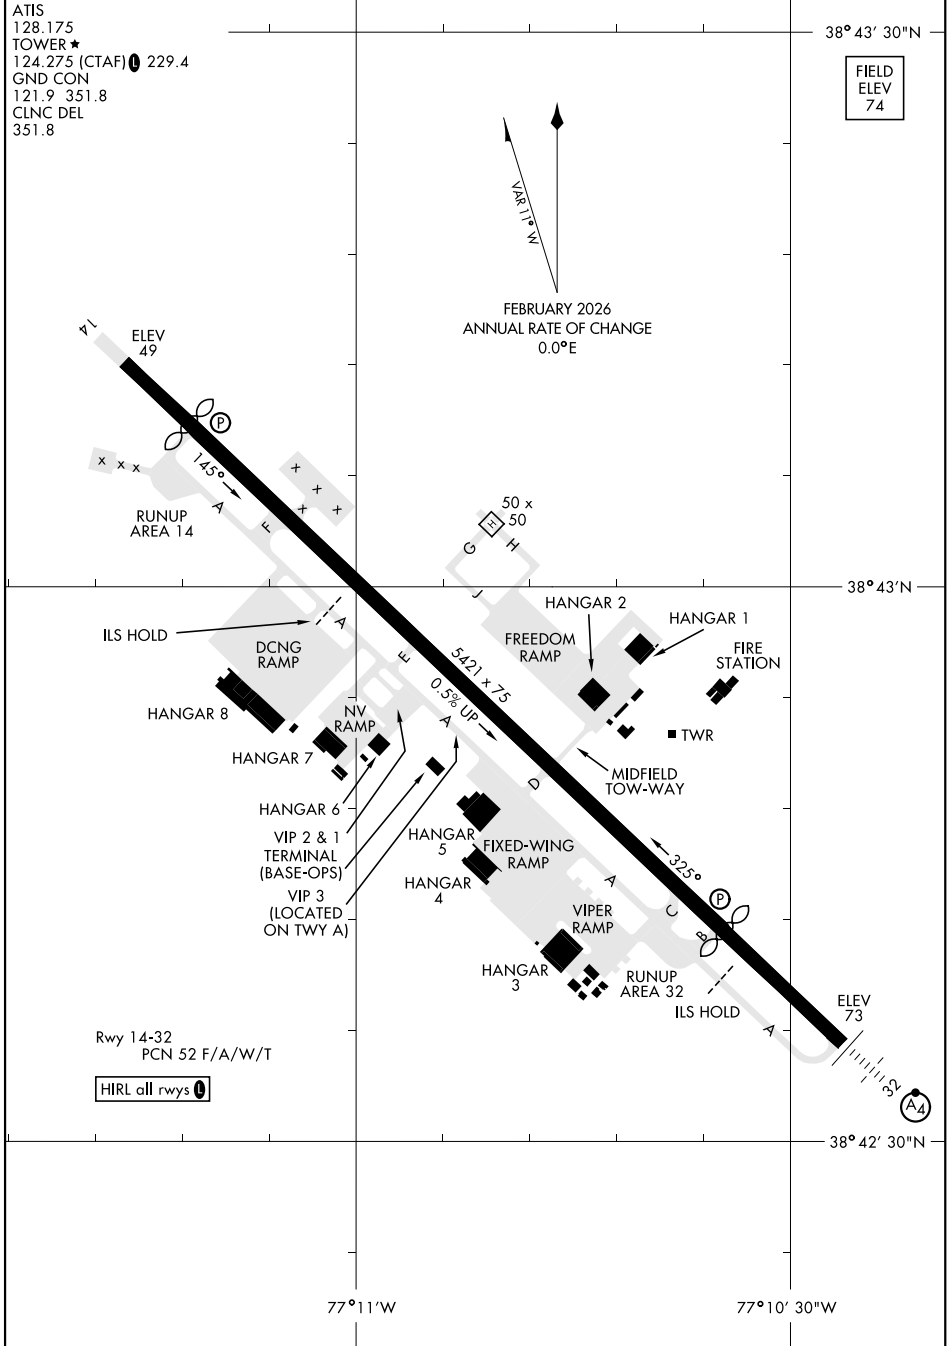 ATIS
128.175
TOWER ★
124.275 (CTAF) L 229.4
GND CON
121.9 351.8
CLNC DEL
351.8
38° 43' 30"N
FIELD
ELEV
74
VAR 11° W
FEBRUARY 2026
ANNUAL RATE OF CHANGE
0.0°E
14
ELEV
49
P
145°
X X X
X
X
X X
A
F
RUNUP
AREA 14
50 x
50
H
G
H
J
38°43'N
ILS HOLD
A
DCNG
RAMP
E
HANGAR 2
HANGAR 1
FREEDOM
RAMP
FIRE
STATION
5421 x 75
0.5% UP
HANGAR 8
NV
RAMP
A
TWR
HANGAR 7
MIDFIELD
TOW-WAY
D
HANGAR 6
VIP 2 & 1
TERMINAL
(BASE-OPS)
VIP 3
(LOCATED
ON TWY A)
HANGAR
5
FIXED-WING
RAMP
HANGAR
4
325°
A
P
C
B
VIPER
RAMP
HANGAR
3
RUNUP
AREA 32
ILS HOLD
ELEV
73
A
Rwy 14-32
PCN 52 F/A/W/T
HIRL all rwys L
32
A4
38°42' 30"N
77°11'W
77°10' 30"W